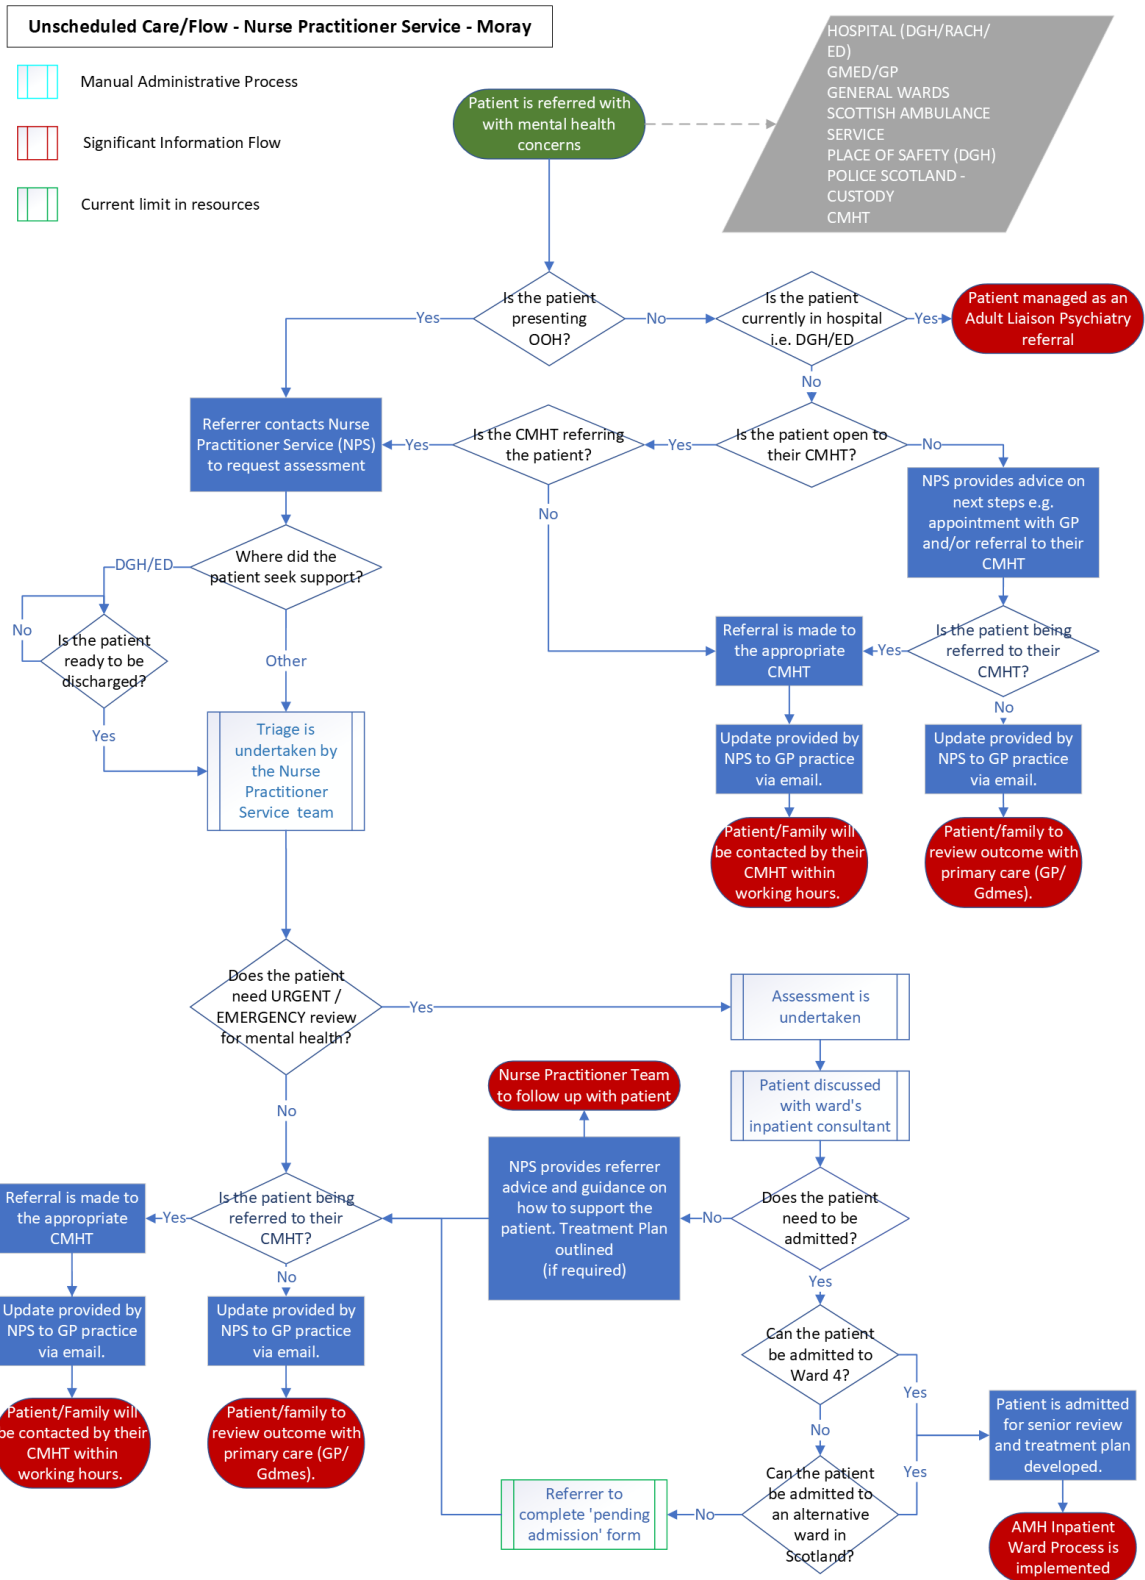 Unscheduled Care/Flow - Nurse Practitioner Service - Moray
Manual Administrative Process
Significant Information Flow
Current limit in resources
Patient is referred with
with mental health
concerns
HOSPITAL (DGH/RACH/
ED)
GMED/GP
GENERAL WARDS
SCOTTISH AMBULANCE
SERVICE
PLACE OF SAFETY (DGH)
POLICE SCOTLAND -
CUSTODY
CMHT
Is the patient
presenting
OOH?
Yes
No
Is the patient
currently in hospital
i.e. DGH/ED
Yes
Patient managed as an
Adult Liaison Psychiatry
referral
No
Is the patient open to
their CMHT?
Yes
No
Is the CMHT referring
the patient?
Yes
No
Referrer contacts Nurse
Practitioner Service (NPS)
to request assessment
NPS provides advice on
next steps e.g.
appointment with GP
and/or referral to their
CMHT
Where did the
patient seek support?
DGH/ED
Other
Is the patient
ready to be
discharged?
No
Yes
Is the patient being
referred to their
CMHT?
Yes
No
Referral is made to
the appropriate
CMHT
Update provided by
NPS to GP practice
via email.
Patient/Family will
be contacted by their
CMHT within
working hours.
Update provided by
NPS to GP practice
via email.
Patient/family to
review outcome with
primary care (GP/
Gdmes).
Triage is
undertaken by
the Nurse
Practitioner
Service team
Does the patient
need URGENT /
EMERGENCY review
for mental health?
Yes
No
Assessment is
undertaken
Patient discussed
with ward's
inpatient consultant
Nurse Practitioner Team
to follow up with patient
NPS provides referrer
advice and guidance on
how to support the
patient. Treatment Plan
outlined
(if required)
Does the patient
need to be
admitted?
No
Yes
Is the patient being
referred to their
CMHT?
Yes
No
Referral is made to
the appropriate
CMHT
Update provided by
NPS to GP practice
via email.
Patient/Family will
be contacted by their
CMHT within
working hours.
Update provided by
NPS to GP practice
via email.
Patient/family to
review outcome with
primary care (GP/
Gdmes).
Can the patient
be admitted to
Ward 4?
Yes
No
Can the patient
be admitted to
an alternative
ward in
Scotland?
Yes
No
Referrer to
complete 'pending
admission' form
Patient is admitted
for senior review
and treatment plan
developed.
AMH Inpatient
Ward Process is
implemented